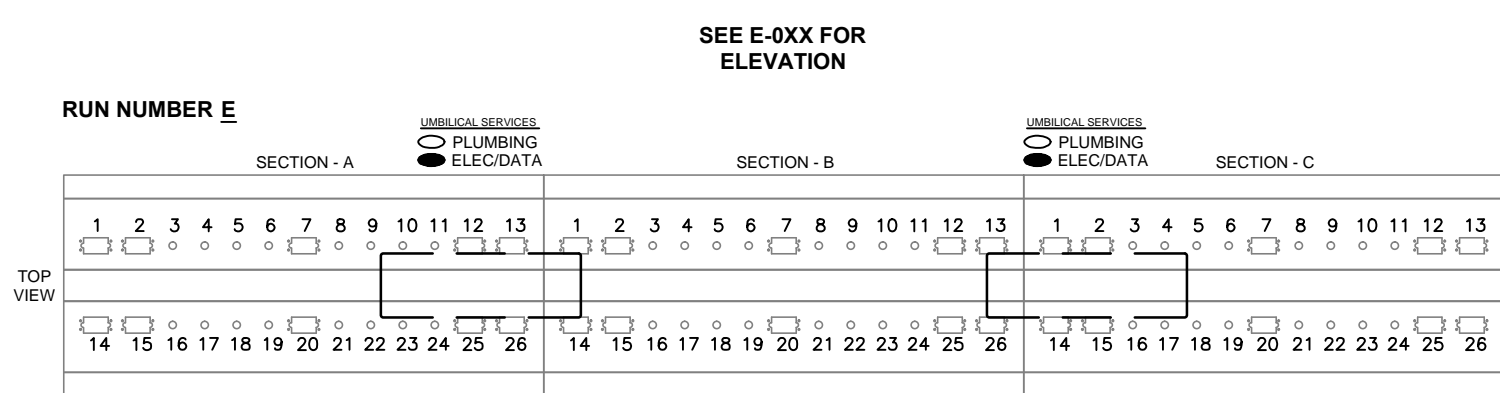 SEE E-0XX FOR
ELEVATION
RUN NUMBER E
UMBILICAL SERVICES
PLUMBING
ELEC/DATA
UMBILICAL SERVICES
PLUMBING
ELEC/DATA
SECTION - A
SECTION - B
SECTION - C
1 2 3 4 5 6 7 8 9 10 11 12 13 1 2 3 4 5 6 7 8 9 10 11 12 13 1 2 3 4 5 6 7 8 9 10 11 12 13
TOP
VIEW
14 15 16 17 18 19 20 21 22 23 24 25 26 14 15 16 17 18 19 20 21 22 23 24 25 26 14 15 16 17 18 19 20 21 22 23 24 25 26